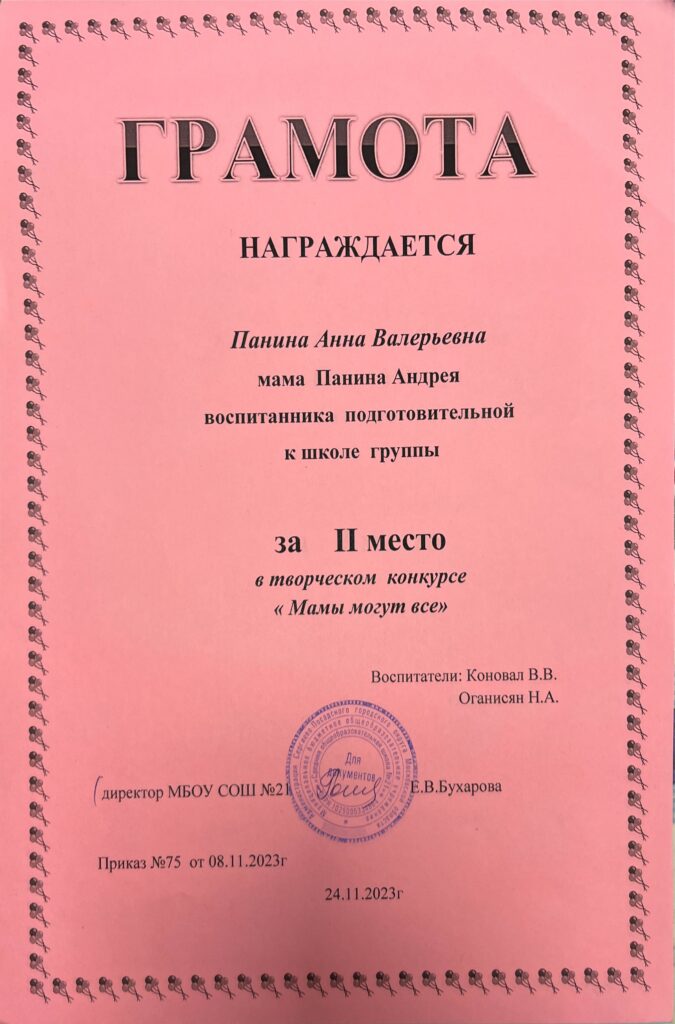 ГРАМОТА
НАГРАЖДАЕТСЯ
Панина Анна Валерьевна
мама Панина Андрея
воспитанника подготовительной
к школе группы
за II место
в творческом конкурсе
« Мамы могут все»
Воспитатели: Коновал В.В.
Оганисян Н.А.
Для
документов
директор МБОУ СОШ №21 Е.В.Бухарова
Приказ №75 от 08.11.2023г
24.11.2023г